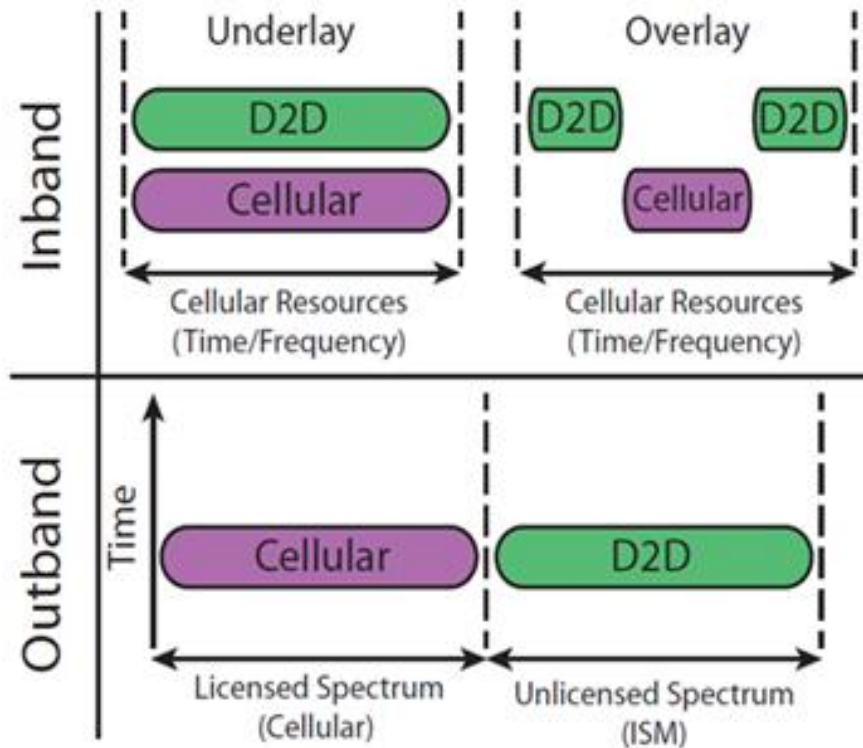 Underlay
Overlay
Inband
D2D
D2D
D2D
Cellular
Cellular
Cellular Resources
(Time/Frequency)
Cellular Resources
(Time/Frequency)
Outband
Time
Cellular
D2D
Licensed Spectrum
(Cellular)
Unlicensed Spectrum
(ISM)